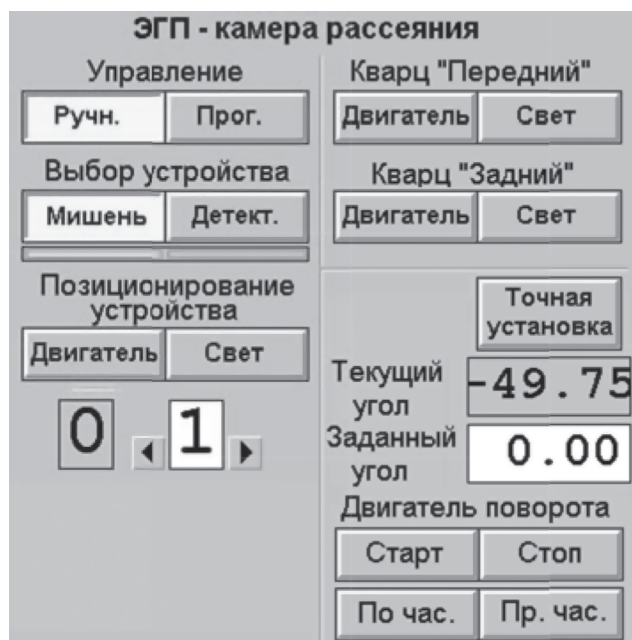 ЭГП - камера рассеяния
Управление
Ручн. Прог.
Выбор устройства
Мишень Детект.
Позиционирование
устройства
Двигатель Свет
0 1
Кварц "Передний"
Двигатель Свет
Кварц "Задний"
Двигатель Свет
Точная
установка
Текущий
угол
-49.75
Заданный
угол
0.00
Двигатель поворота
Старт Стоп
По час. Пр. час.